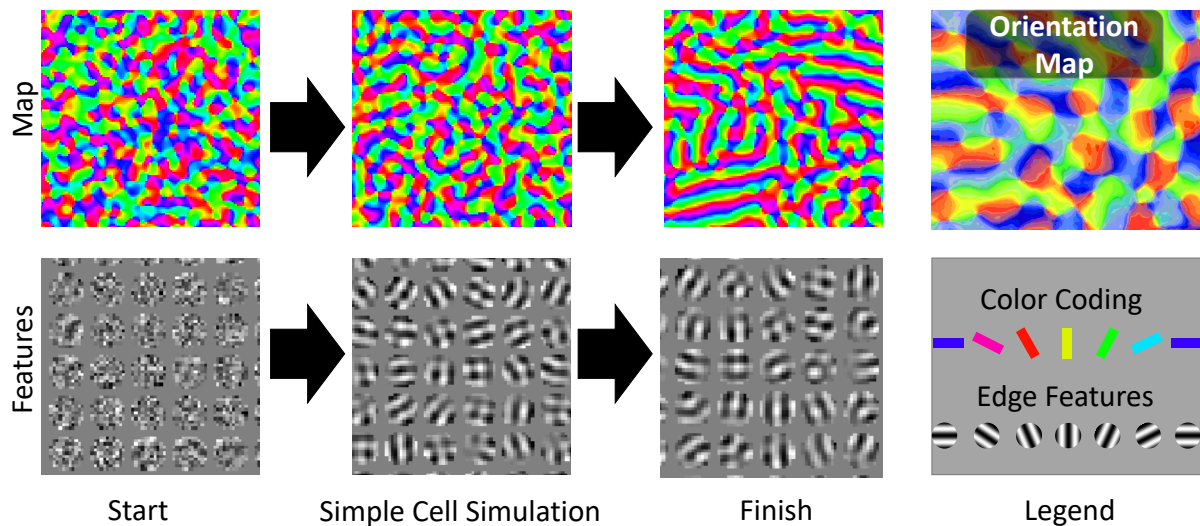 Map
Orientation
Map
Features
Color Coding
Edge Features
Start
Simple Cell Simulation
Finish
Legend